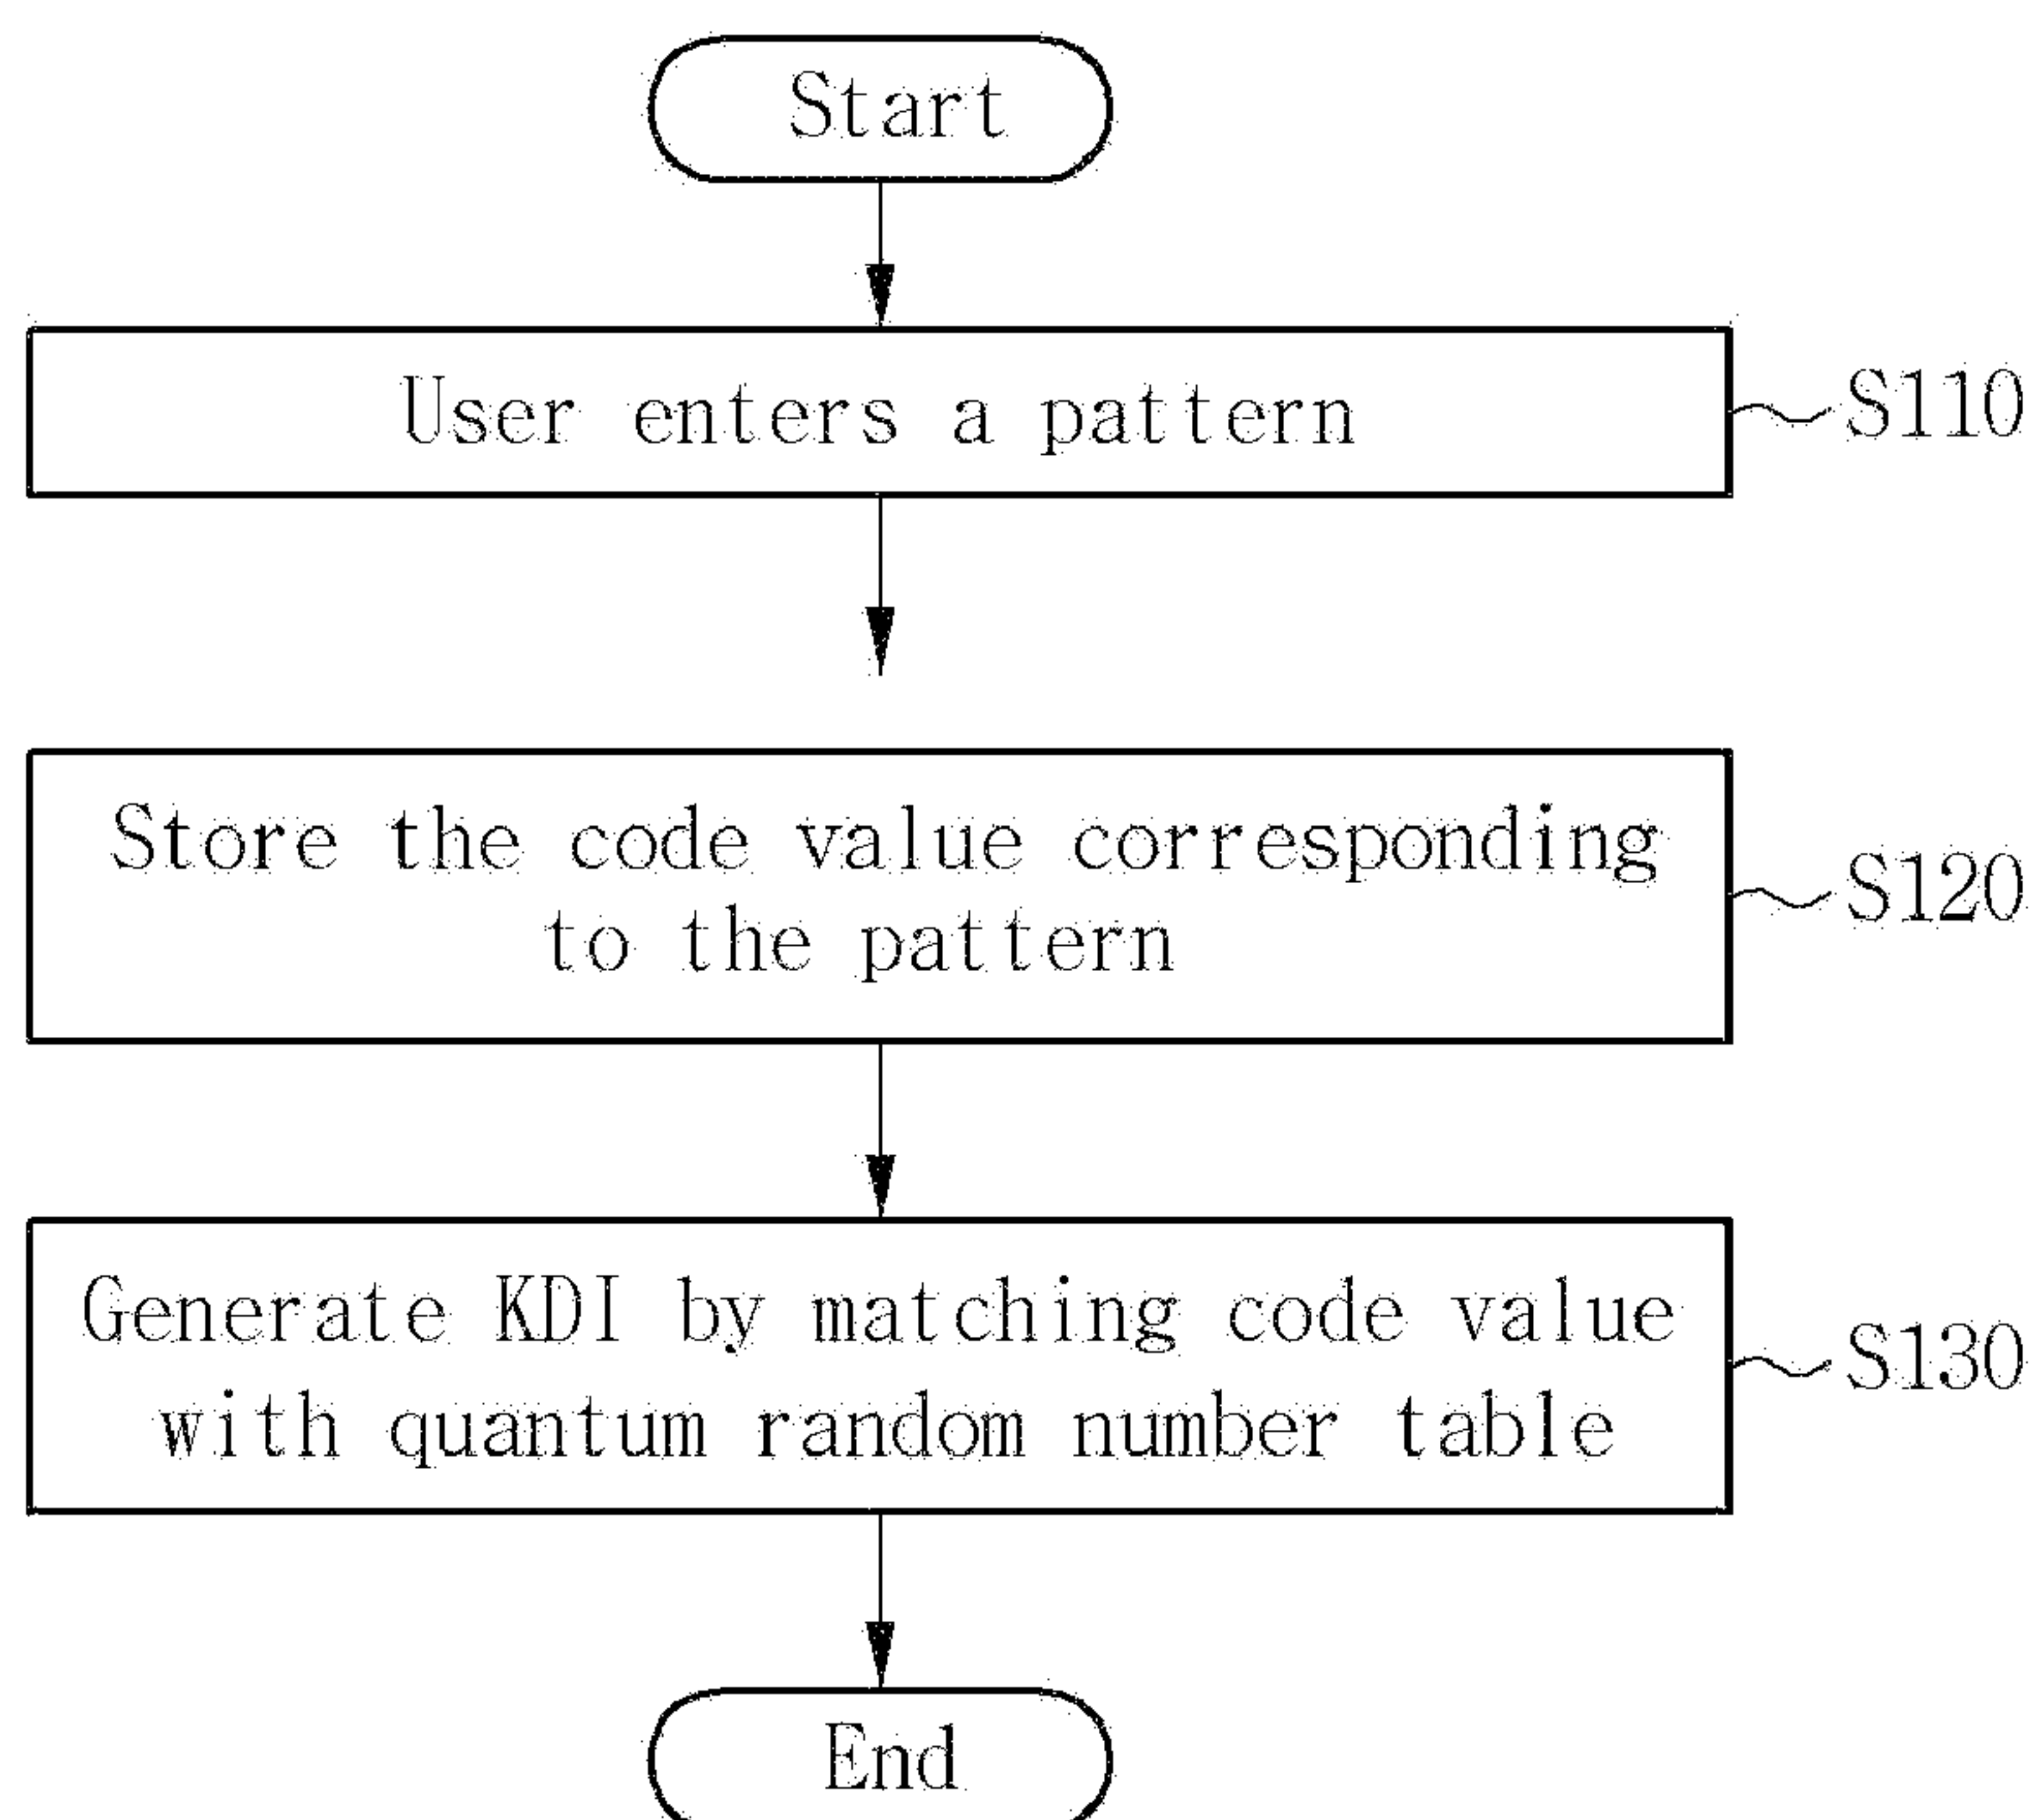 Start
User enters a pattern
S110
Store the code value corresponding
to the pattern
S120
Generate KDI by matching code value
with quantum random number table
S130
End